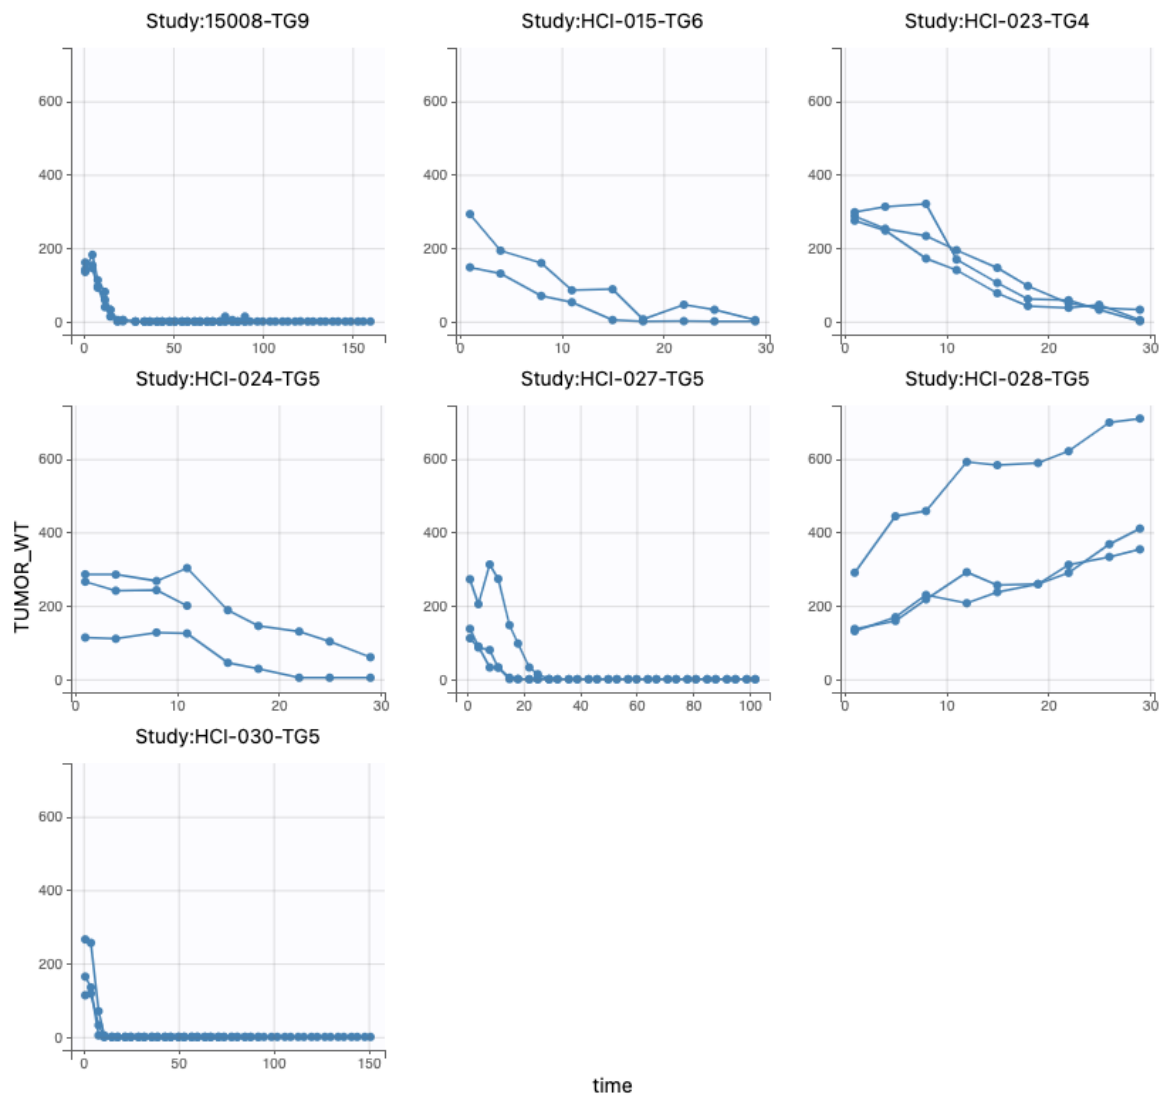 Study:15008-TG9
600
400
200
0
0 50 100 150
Study:HCI-015-TG6
600
400
200
0
0 10 20 30
Study:HCI-023-TG4
600
400
200
0
0 10 20 30
Study:HCI-024-TG5
600
400
200
0
0 10 20 30
Study:HCI-027-TG5
600
400
200
0
0 20 40 60 80 100
Study:HCI-028-TG5
600
400
200
0
0 10 20 30
TUMOR_WT
Study:HCI-030-TG5
600
400
200
0
0 50 100 150
time